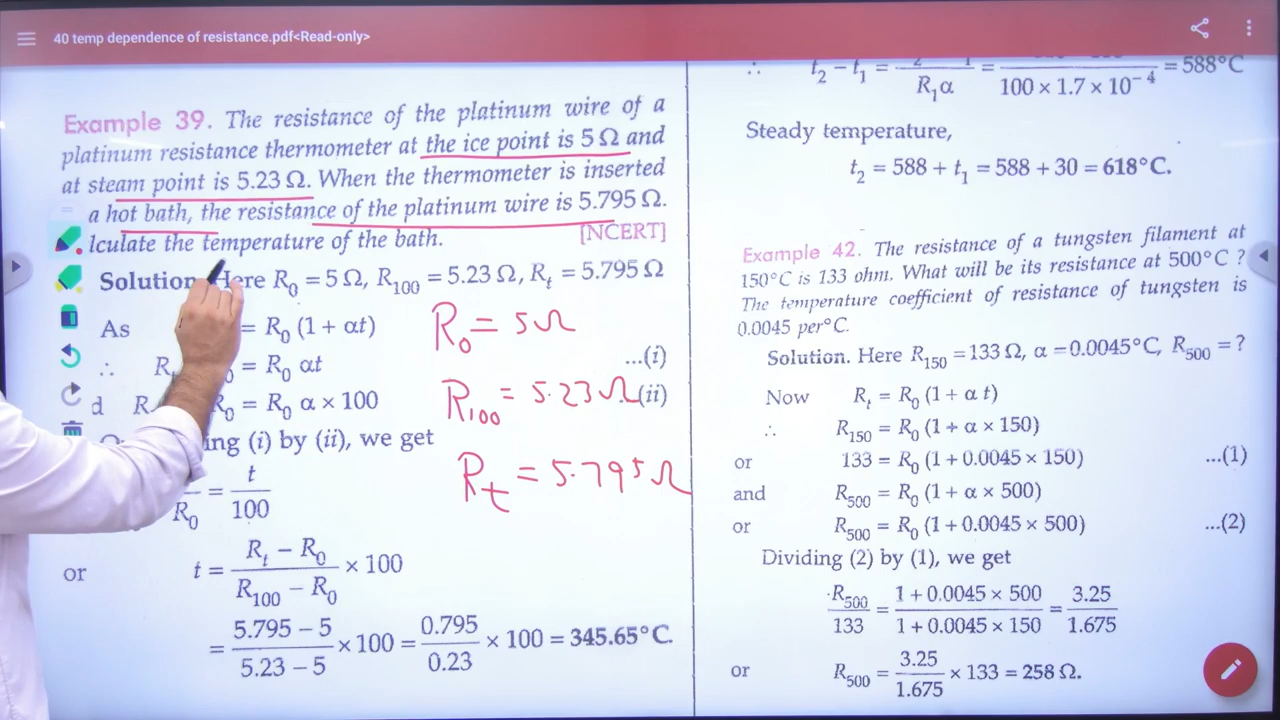 40 temp dependence of resistance.pdf<Read-only>
Example 39. The resistance of the platinum wire of a
platinum resistance thermometer at the ice point is 5 Ω and
at steam point is 5.23 Ω. When the thermometer is inserted
a hot bath, the resistance of the platinum wire is 5.795 Ω.
lculate the temperature of the bath. [NCERT]
Solution. Here R₀ = 5 Ω, R₁₀₀ = 5.23 Ω, Rₜ = 5.795 Ω
As = R₀ (1 + αt)
∴ = R₀ αt ...(i)
d R₀ = R₀ α × 100 (ii)
ing (i) by (ii), we get
R₀ = t/100
or t = (Rₜ − R₀)/(R₁₀₀ − R₀) × 100
= (5.795 − 5)/(5.23 − 5) × 100 = 0.795/0.23 × 100 = 345.65°C.
R₀ = 5Ω
R₁₀₀ = 5.23Ω
Rₜ = 5.795Ω
∴ t₂ − t₁ = /R₁α = /(100 × 1.7 × 10⁻⁴) = 588°C
Steady temperature,
t₂ = 588 + t₁ = 588 + 30 = 618°C.
Example 42. The resistance of a tungsten filament at
150°C is 133 ohm. What will be its resistance at 500°C ?
The temperature coefficient of resistance of tungsten is
0.0045 per°C.
Solution. Here R₁₅₀ = 133 Ω, α = 0.0045°C, R₅₀₀ = ?
Now Rₜ = R₀ (1 + α t)
∴ R₁₅₀ = R₀ (1 + α × 150)
or 133 = R₀ (1 + 0.0045 × 150) ...(1)
and R₅₀₀ = R₀ (1 + α × 500)
or R₅₀₀ = R₀ (1 + 0.0045 × 500) ...(2)
Dividing (2) by (1), we get
R₅₀₀/133 = (1 + 0.0045 × 500)/(1 + 0.0045 × 150) = 3.25/1.675
or R₅₀₀ = 3.25/1.675 × 133 = 258 Ω.